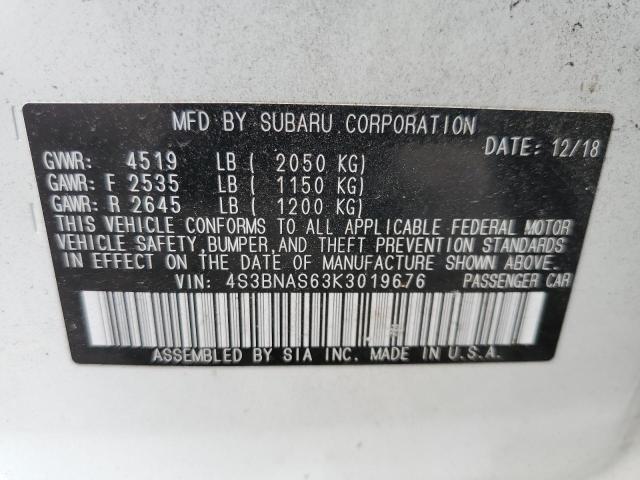 MFD BY SUBARU CORPORATION
DATE: 12/18
GVWR: 4519 LB ( 2050 KG)
GAWR: F 2535 LB ( 1150 KG)
GAWR: R 2645 LB ( 1200 KG)
THIS VEHICLE CONFORMS TO ALL APPLICABLE FEDERAL MOTOR
VEHICLE SAFETY, BUMPER, AND THEFT PREVENTION STANDARDS
IN EFFECT ON THE DATE OF MANUFACTURE SHOWN ABOVE.
VIN: 4S3BNAS63K3019676 PASSENGER CAR
ASSEMBLED BY SIA INC. MADE IN U.S.A.